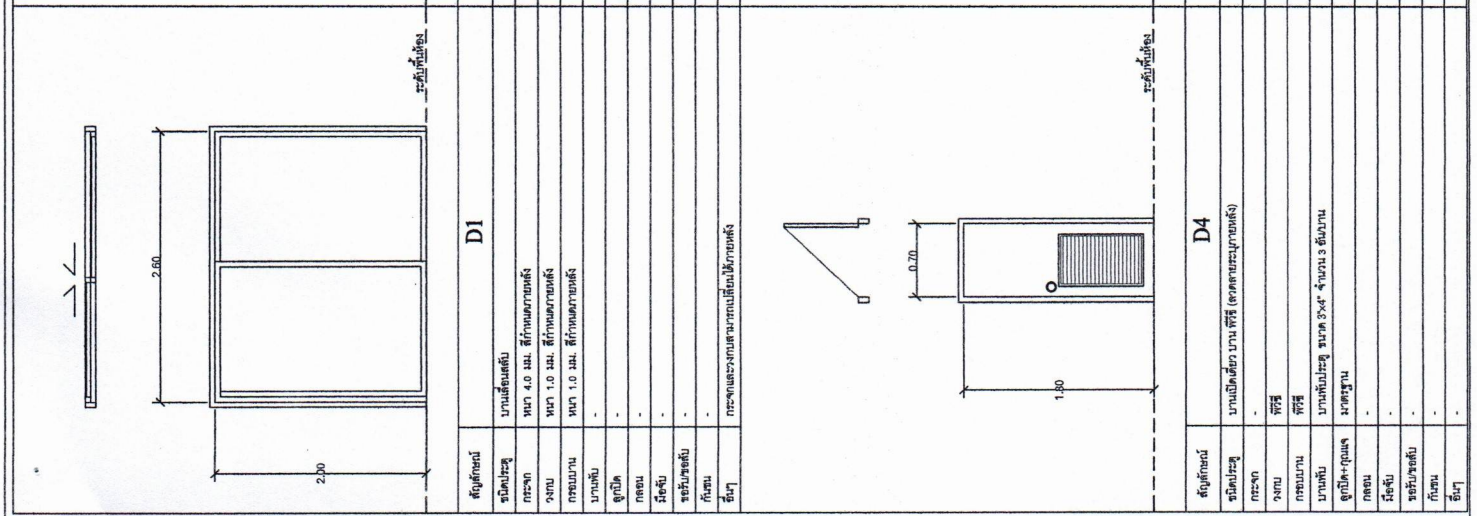 2.60
2.00
ระดับพื้นห้อง
สัญลักษณ์ D1
ชนิดประตู บานเลื่อนสลับ
กระจก หนา 4.0 มม. สีกำหนดภายหลัง
วงกบ หนา 1.0 มม. สีกำหนดภายหลัง
กรอบบาน หนา 1.0 มม. สีกำหนดภายหลัง
บานพับ -
ลูกบิด -
กลอน -
มือจับ -
ขอรับ/ขอสับ -
กันชน -
อื่นๆ กระจกและวงกบสามารถเปลี่ยนได้ภายหลัง
0.70
1.80
ระดับพื้นห้อง
สัญลักษณ์ D4
ชนิดประตู บานเปิดเดี่ยว บาน พีวีซี (ลวดลายระบุภายหลัง)
กระจก -
วงกบ พีวีซี
กรอบบาน พีวีซี
บานพับ บานพับประตู ขนาด 3"x4" จำนวน 3 อัน/บาน
ลูกบิด+กุญแจ มาตรฐาน
กลอน -
มือจับ -
ขอรับ/ขอสับ -
กันชน -
อื่นๆ -